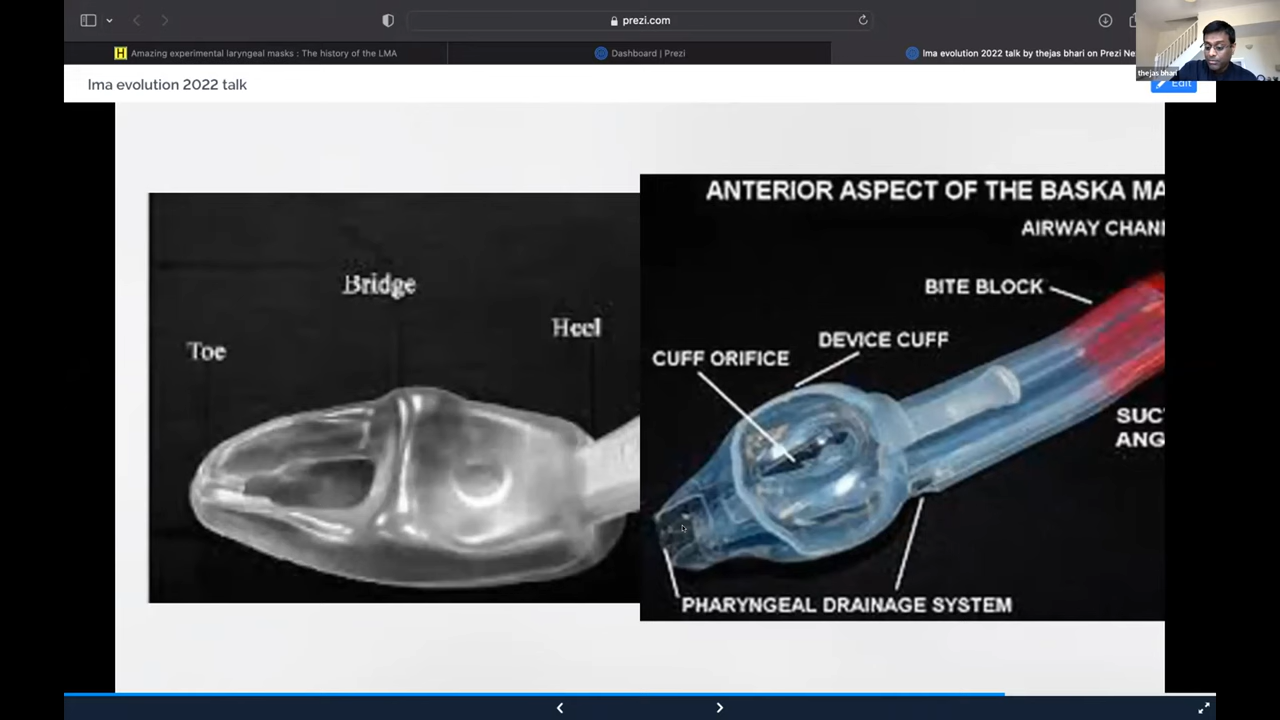 prezi.com
H Amazing experimental laryngeal masks : The history of the LMA
Dashboard | Prezi
lma evolution 2022 talk by thejas bhari on Prezi Ne
thejas bhari
lma evolution 2022 talk
Edit
Toe
Bridge
Heel
ANTERIOR ASPECT OF THE BASKA MA
AIRWAY CHAN
BITE BLOCK
DEVICE CUFF
CUFF ORIFICE
SUC
ANG
PHARYNGEAL DRAINAGE SYSTEM